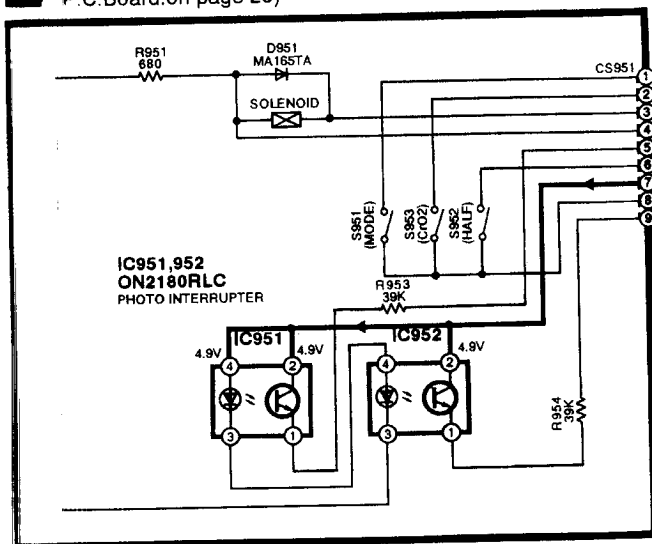 P.C.Board.on page 26)
R951
680
D951
MA165TA
SOLENOID
CS951
1
2
3
4
5
6
7
8
9
S951
(MODE)
S953
(CrO2)
S952
(HALF)
IC951,952
ON2180RLC
PHOTO INTERRUPTER
R953
39K
IC951
IC952
4.9V
4
2
4.9V
4
2
4.9V
3
1
3
1
R954
39K